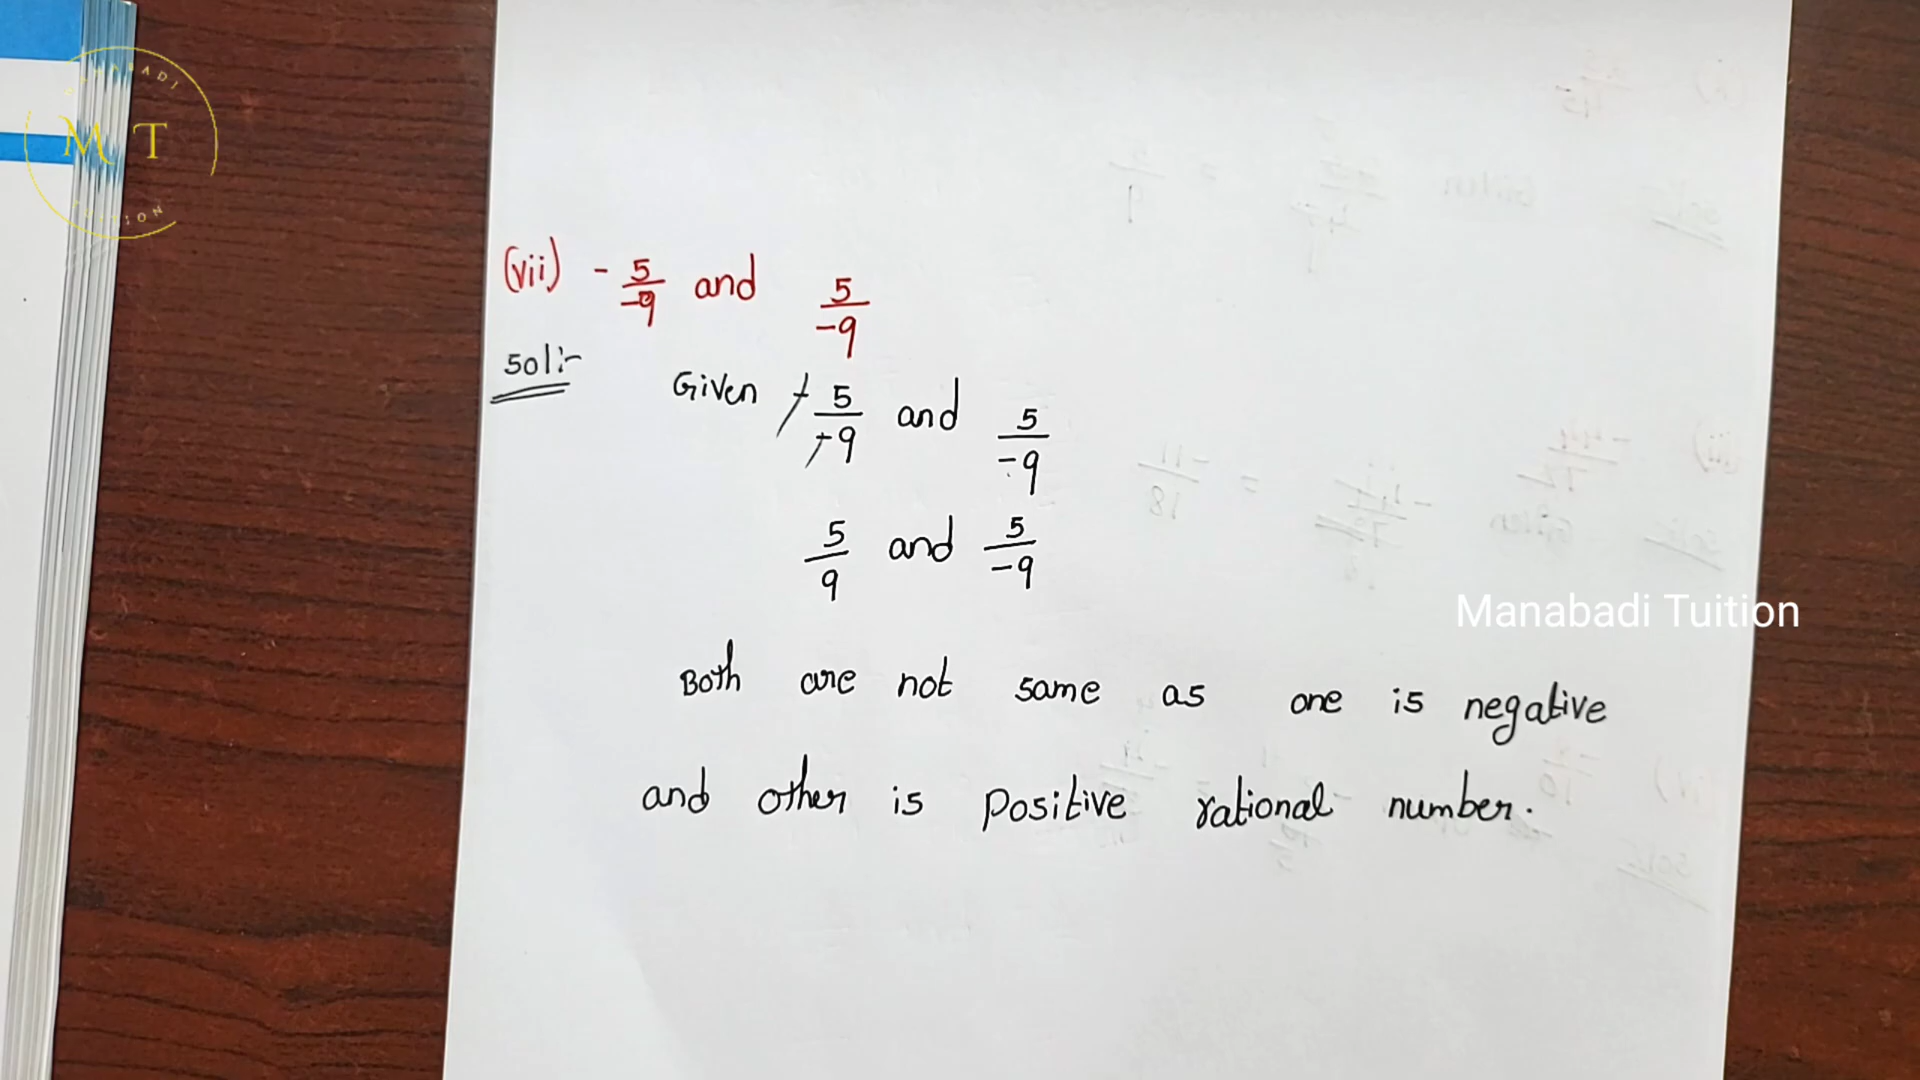 M T
TUITION
(vii) - 5/-9 and 5/-9
Sol:-
Given - 5/-9 and 5/-9
5/9 and 5/-9
Manabadi Tuition
Both are not same as one is negative
and other is positive rational number.